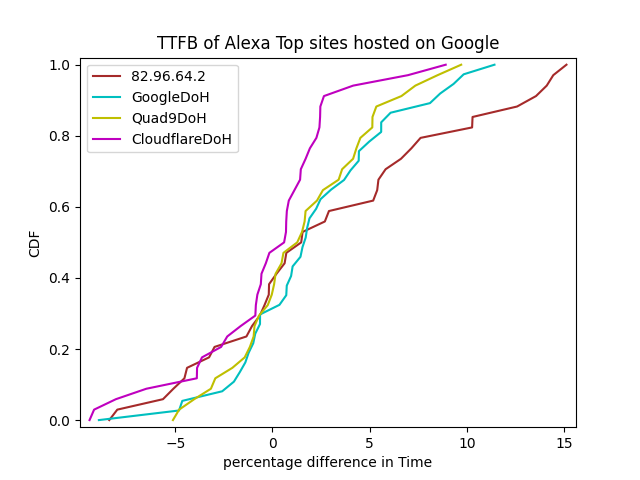 TTFB of Alexa Top sites hosted on Google
82.96.64.2
GoogleDoH
Quad9DoH
CloudflareDoH
1.0
0.8
0.6
0.4
0.2
0.0
CDF
−5
0
5
10
15
percentage difference in Time